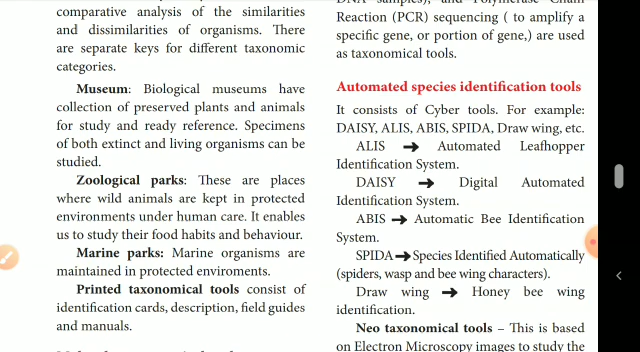 comparative analysis of the similarities
and dissimilarities of organisms. There
are separate keys for different taxonomic
categories.
Museum: Biological museums have
collection of preserved plants and animals
for study and ready reference. Specimens
of both extinct and living organisms can be
studied.
Zoological parks: These are places
where wild animals are kept in protected
environments under human care. It enables
us to study their food habits and behaviour.
Marine parks: Marine organisms are
maintained in protected enviroments.
Printed taxonomical tools consist of
identification cards, description, field guides
and manuals.
Reaction (PCR) sequencing ( to amplify a
specific gene, or portion of gene,) are used
as taxonomical tools.
Automated species identification tools
It consists of Cyber tools. For example:
DAISY, ALIS, ABIS, SPIDA, Draw wing, etc.
ALIS → Automated Leafhopper
Identification System.
DAISY → Digital Automated
Identification System.
ABIS → Automatic Bee Identification
System.
SPIDA → Species Identified Automatically
(spiders, wasp and bee wing characters).
Draw wing → Honey bee wing
identification.
Neo taxonomical tools – This is based
on Electron Microscopy images to study the